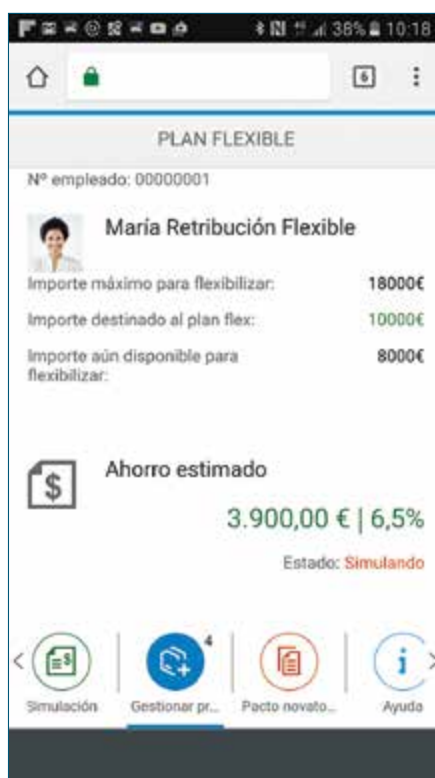 38% 10:18
6
PLAN FLEXIBLE
Nº empleado: 00000001
María Retribución Flexible
Importe máximo para flexibilizar: 18000€
Importe destinado al plan flex: 10000€
Importe aún disponible para 8000€
flexibilizar:
$ Ahorro estimado
3.900,00 € | 6,5%
Estado: Simulando
4
Simulación Gestionar pr... Pacto novato... Ayuda